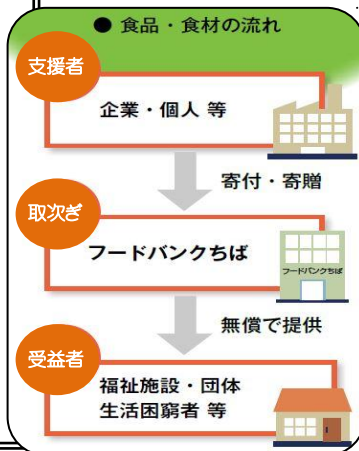 ● 食品・食材の流れ
支援者
企業・個人 等
寄付・寄贈
取次ぎ
フードバンクちば
フードバンクちば
無償で提供
受益者
福祉施設・団体
生活困窮者 等